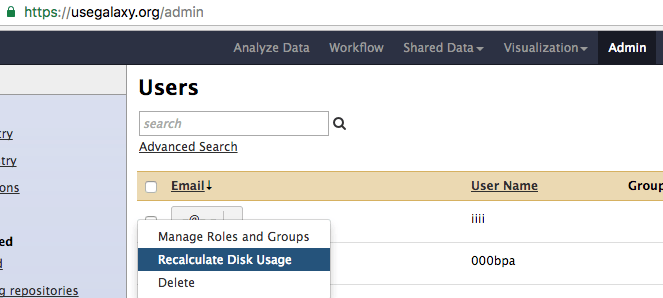 https://usegalaxy.org/admin
Analyze Data Workflow Shared Data Visualization Admin
Users
search
Advanced Search
try
try
ons
Email User Name Group
@
iiii
ed
d
Manage Roles and Groups
Recalculate Disk Usage
000bpa
Delete
ng repositories